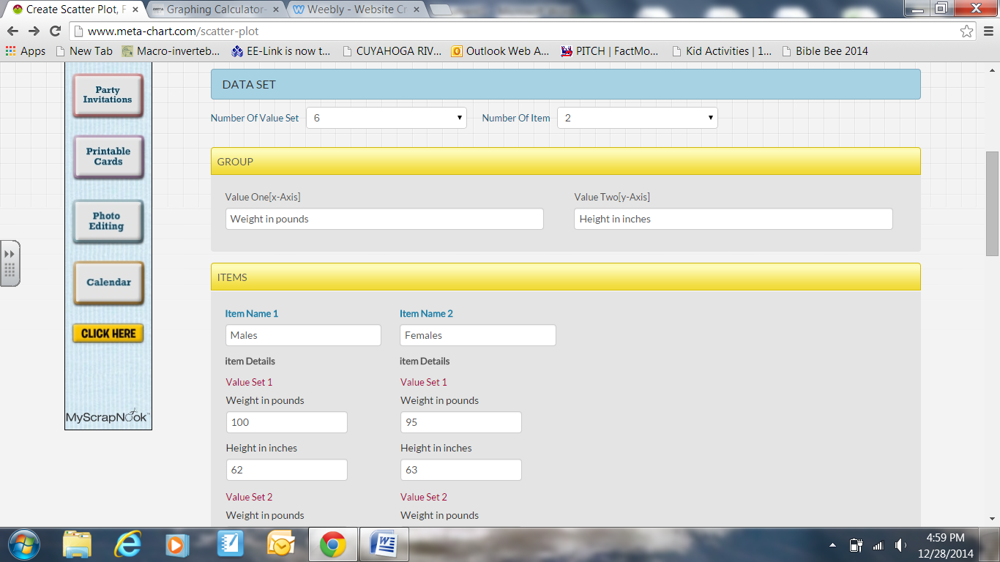 Create Scatter Plot, F
Graphing Calculator-
Weebly - Website Cr
www.meta-chart.com/scatter-plot
Apps New Tab Macro-inverteb... EE-Link is now t... CUYAHOGA RIV... Outlook Web A... PITCH | FactMo... Kid Activities | 1... Bible Bee 2014
Party
Invitations
Printable
Cards
Photo
Editing
Calendar
CLICK HERE
MyScrapNook
DATA SET
Number Of Value Set 6 Number Of Item 2
GROUP
Value One[x-Axis] Value Two[y-Axis]
Weight in pounds Height in inches
ITEMS
Item Name 1 Item Name 2
Males Females
item Details item Details
Value Set 1 Value Set 1
Weight in pounds Weight in pounds
100 95
Height in inches Height in inches
62 63
Value Set 2 Value Set 2
Weight in pounds Weight in pounds
4:59 PM
12/28/2014